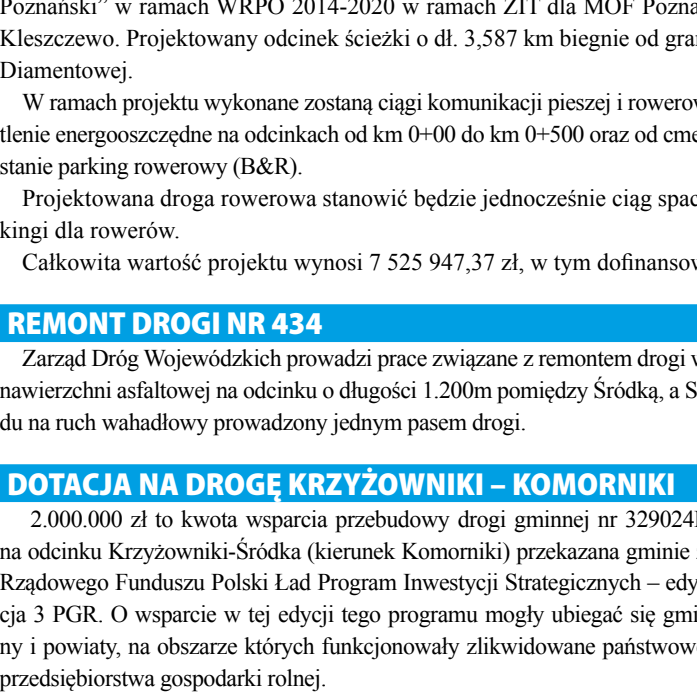 Poznański” w ramach WRPO 2014-2020 w ramach ZIT dla MOF Pozna
Kleszczewo. Projektowany odcinek ścieżki o dł. 3,587 km biegnie od gran
Diamentowej.
W ramach projektu wykonane zostaną ciągi komunikacji pieszej i rowerow
tlenie energooszczędne na odcinkach od km 0+00 do km 0+500 oraz od cme
stanie parking rowerowy (B&R).
Projektowana droga rowerowa stanowić będzie jednocześnie ciąg spac
kingi dla rowerów.
Całkowita wartość projektu wynosi 7 525 947,37 zł, w tym dofinansow
REMONT DROGI NR 434
Zarząd Dróg Wojewódzkich prowadzi prace związane z remontem drogi w
nawierzchni asfaltowej na odcinku o długości 1.200m pomiędzy Śródką, a S
du na ruch wahadłowy prowadzony jednym pasem drogi.
DOTACJA NA DROGĘ KRZYŻOWNIKI – KOMORNIKI
2.000.000 zł to kwota wsparcia przebudowy drogi gminnej nr 329024
na odcinku Krzyżowniki-Śródka (kierunek Komorniki) przekazana gminie
Rządowego Funduszu Polski Ład Program Inwestycji Strategicznych – edy
cja 3 PGR. O wsparcie w tej edycji tego programu mogły ubiegać się gmi
ny i powiaty, na obszarze których funkcjonowały zlikwidowane państwow
przedsiębiorstwa gospodarki rolnej.